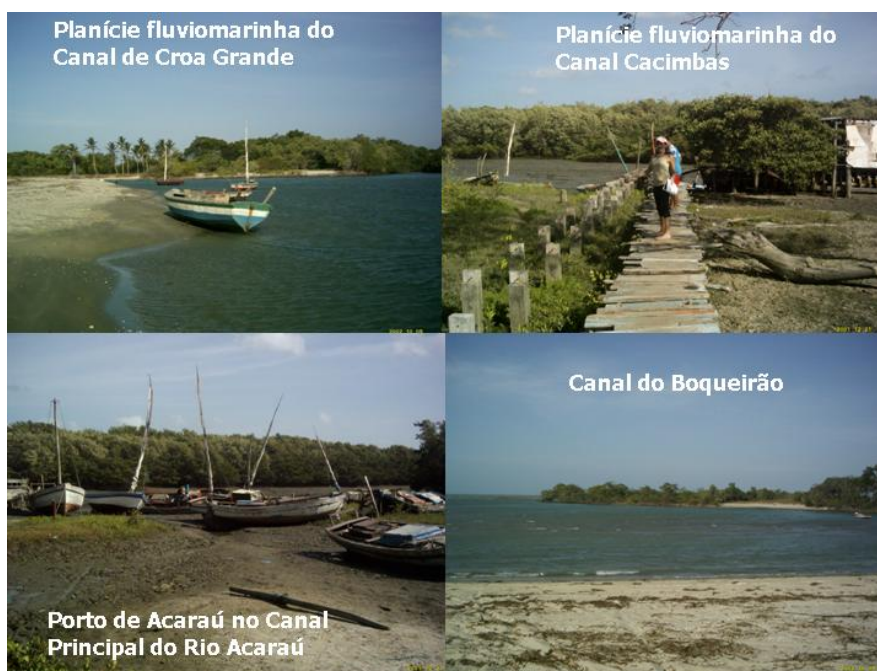 Planície fluviomarinha do
Canal de Croa Grande
Planície fluviomarinha do
Canal Cacimbas
Porto de Acaraú no Canal
Principal do Rio Acaraú
Canal do Boqueirão